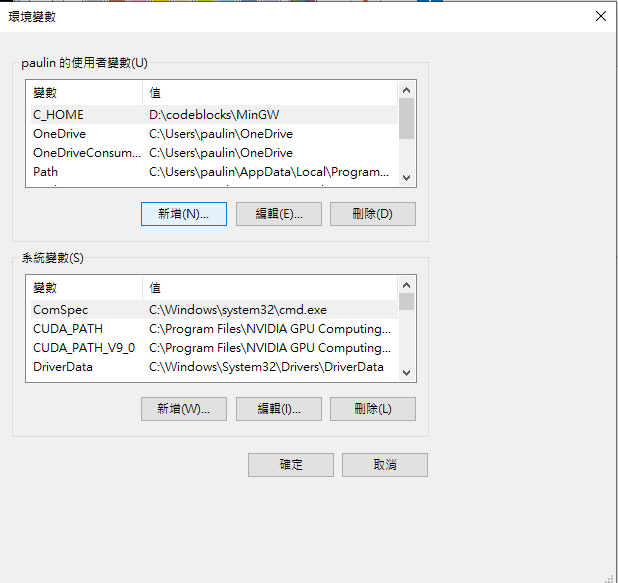 環境變數
paulin 的使用者變數(U)
變數 值
C_HOME D:\codeblocks\MinGW
OneDrive C:\Users\paulin\OneDrive
OneDriveConsum... C:\Users\paulin\OneDrive
Path C:\Users\paulin\AppData\Local\Program...
新增(N)... 編輯(E)... 刪除(D)
系統變數(S)
變數 值
ComSpec C:\Windows\system32\cmd.exe
CUDA_PATH C:\Program Files\NVIDIA GPU Computing...
CUDA_PATH_V9_0 C:\Program Files\NVIDIA GPU Computing...
DriverData C:\Windows\System32\Drivers\DriverData
新增(W)... 編輯(I)... 刪除(L)
確定 取消